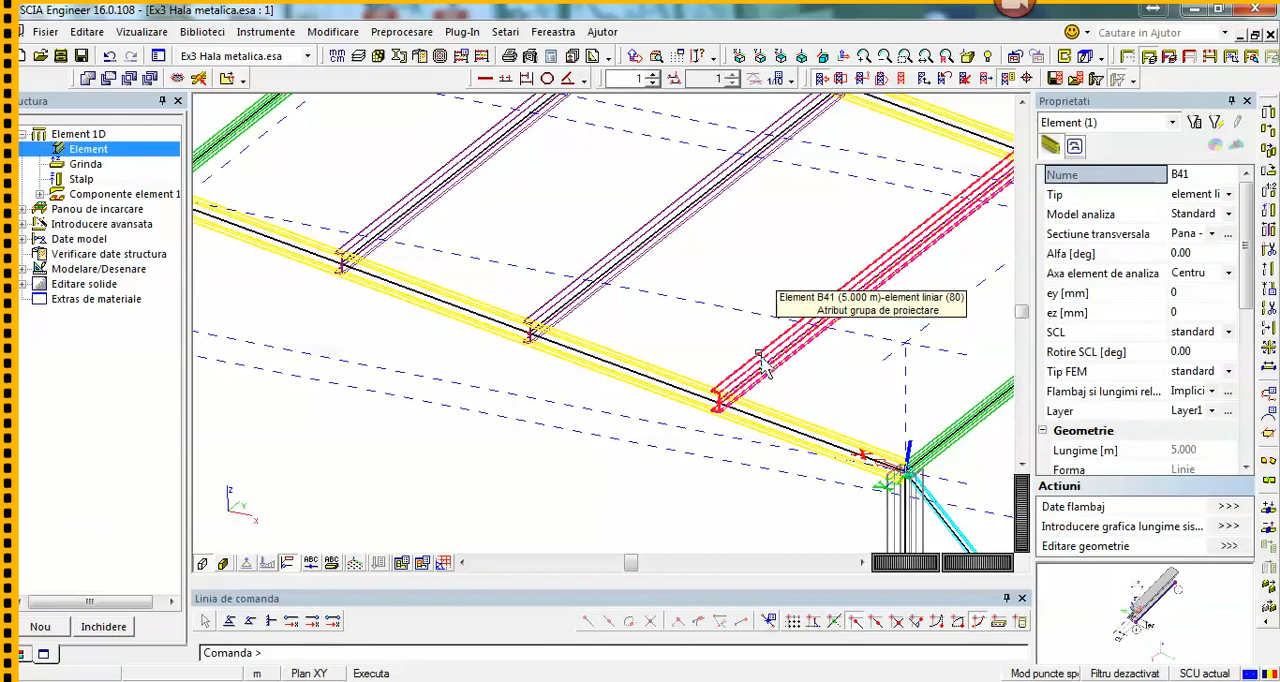 SCIA Engineer 16.0.108 - [Ex3 Hala metalica.esa : 1]
Fisier Editare Vizualizare Biblioteci Instrumente Modificare Preprocesare Plug-In Setari Fereastra Ajutor
Cautare in Ajutor
Ex3 Hala metalica.esa
1 1
uctura
Element 1D
Element
Grinda
Stalp
Componente element 1
Panou de incarcare
Introducere avansata
Date model
Verificare date structura
Modelare/Desenare
Editare solide
Extras de materiale
Nou Inchidere
Element B41 (5.000 m)-element liniar (80)
Atribut grupa de proiectare
Z
Y
X
Proprietati
Element (1)
Nume B41
Tip element li
Model analiza Standard
Sectiune transversala Pana -
Alfa [deg] 0.00
Axa element de analiza Centru
ey [mm] 0
ez [mm] 0
SCL standard
Rotire SCL [deg] 0.00
Tip FEM standard
Flambaj si lungimi rel Implici
Layer Layer1
Geometrie
Lungime [m] 5.000
Forma Linie
Actiuni
Date flambaj >>>
Introducere grafica lungime sis... >>>
Editare geometrie >>>
Linia de comanda
Comanda >
m Plan XY Executa
Mod puncte sp Filtru dezactivat SCU actual